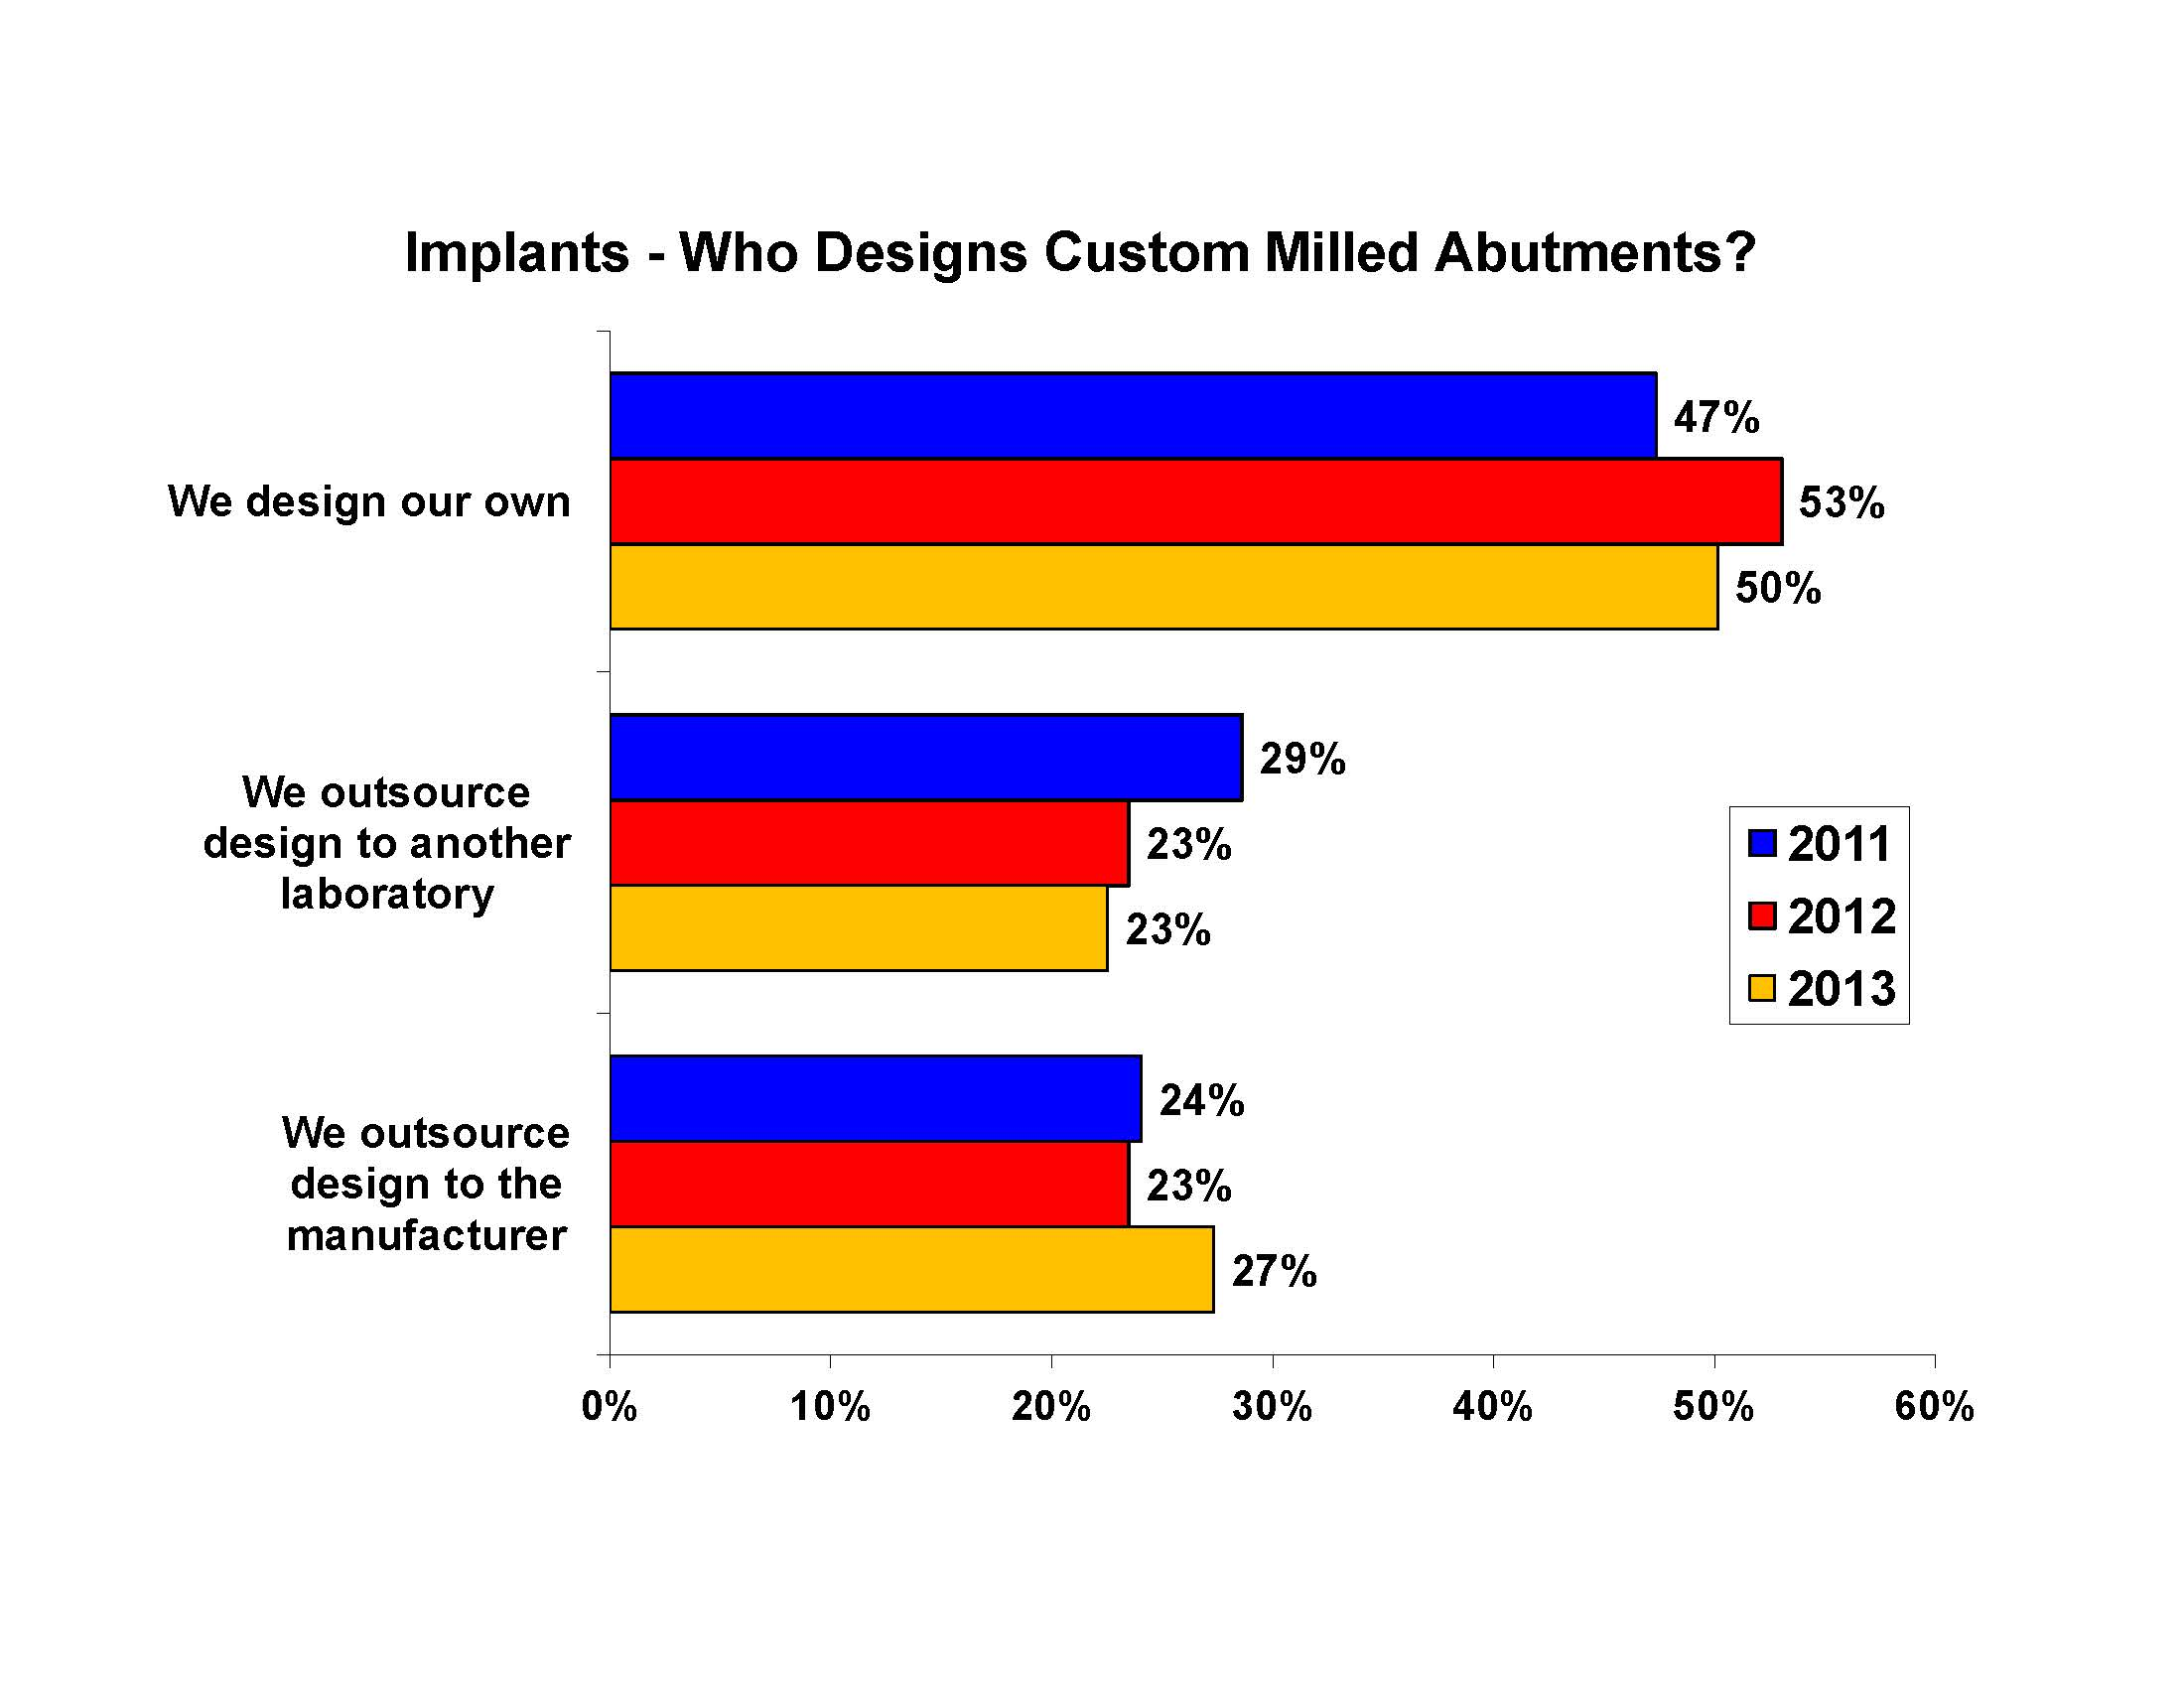 Implants - Who Designs Custom Milled Abutments?
We design our own
47%
53%
50%
We outsource
design to another
laboratory
29%
23%
23%
We outsource
design to the
manufacturer
24%
23%
27%
2011
2012
2013
0% 10% 20% 30% 40% 50% 60%